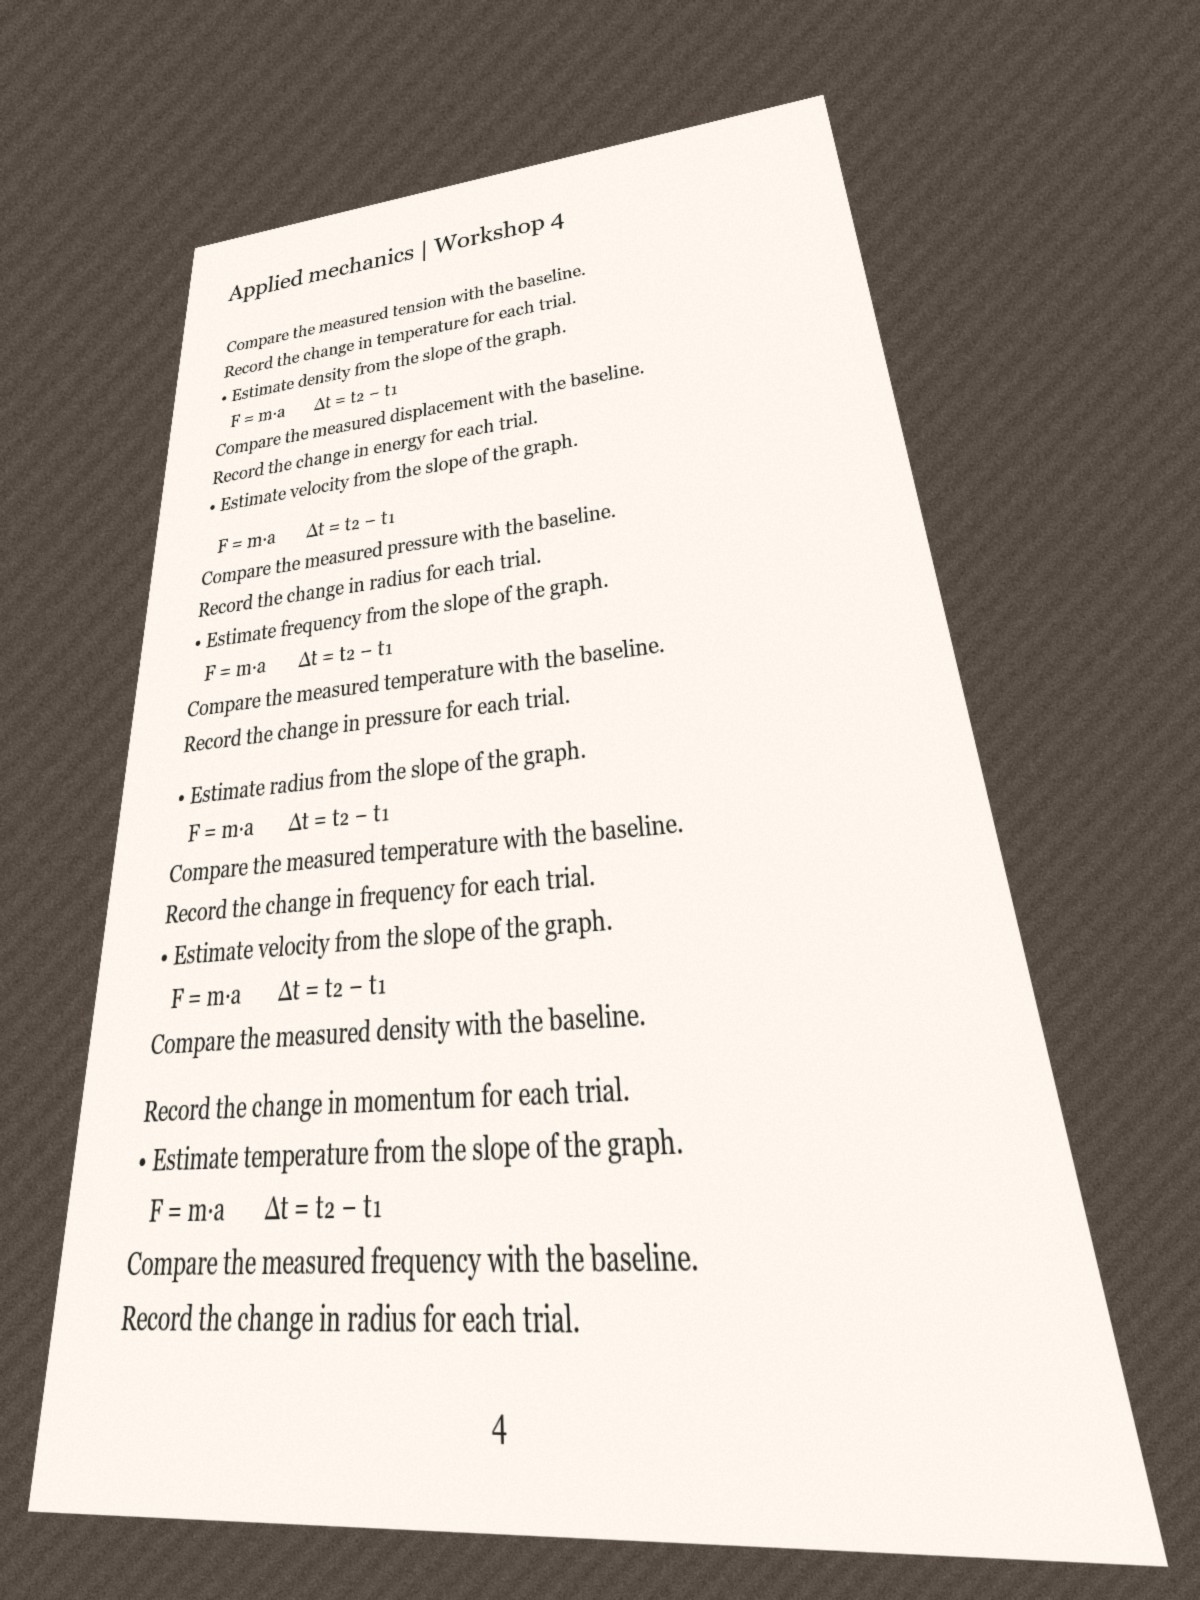 Applied mechanics | Workshop 4
Compare the measured tension with the baseline.
Record the change in temperature for each trial.
• Estimate density from the slope of the graph.
F = m·a Δt = t2 − t1
Compare the measured displacement with the baseline.
Record the change in energy for each trial.
• Estimate velocity from the slope of the graph.
F = m·a Δt = t2 − t1
Compare the measured pressure with the baseline.
Record the change in radius for each trial.
• Estimate frequency from the slope of the graph.
F = m·a Δt = t2 − t1
Compare the measured temperature with the baseline.
Record the change in pressure for each trial.
• Estimate radius from the slope of the graph.
F = m·a Δt = t2 − t1
Compare the measured temperature with the baseline.
Record the change in frequency for each trial.
• Estimate velocity from the slope of the graph.
F = m·a Δt = t2 − t1
Compare the measured density with the baseline.
Record the change in momentum for each trial.
• Estimate temperature from the slope of the graph.
F = m·a Δt = t2 − t1
Compare the measured frequency with the baseline.
Record the change in radius for each trial.
4